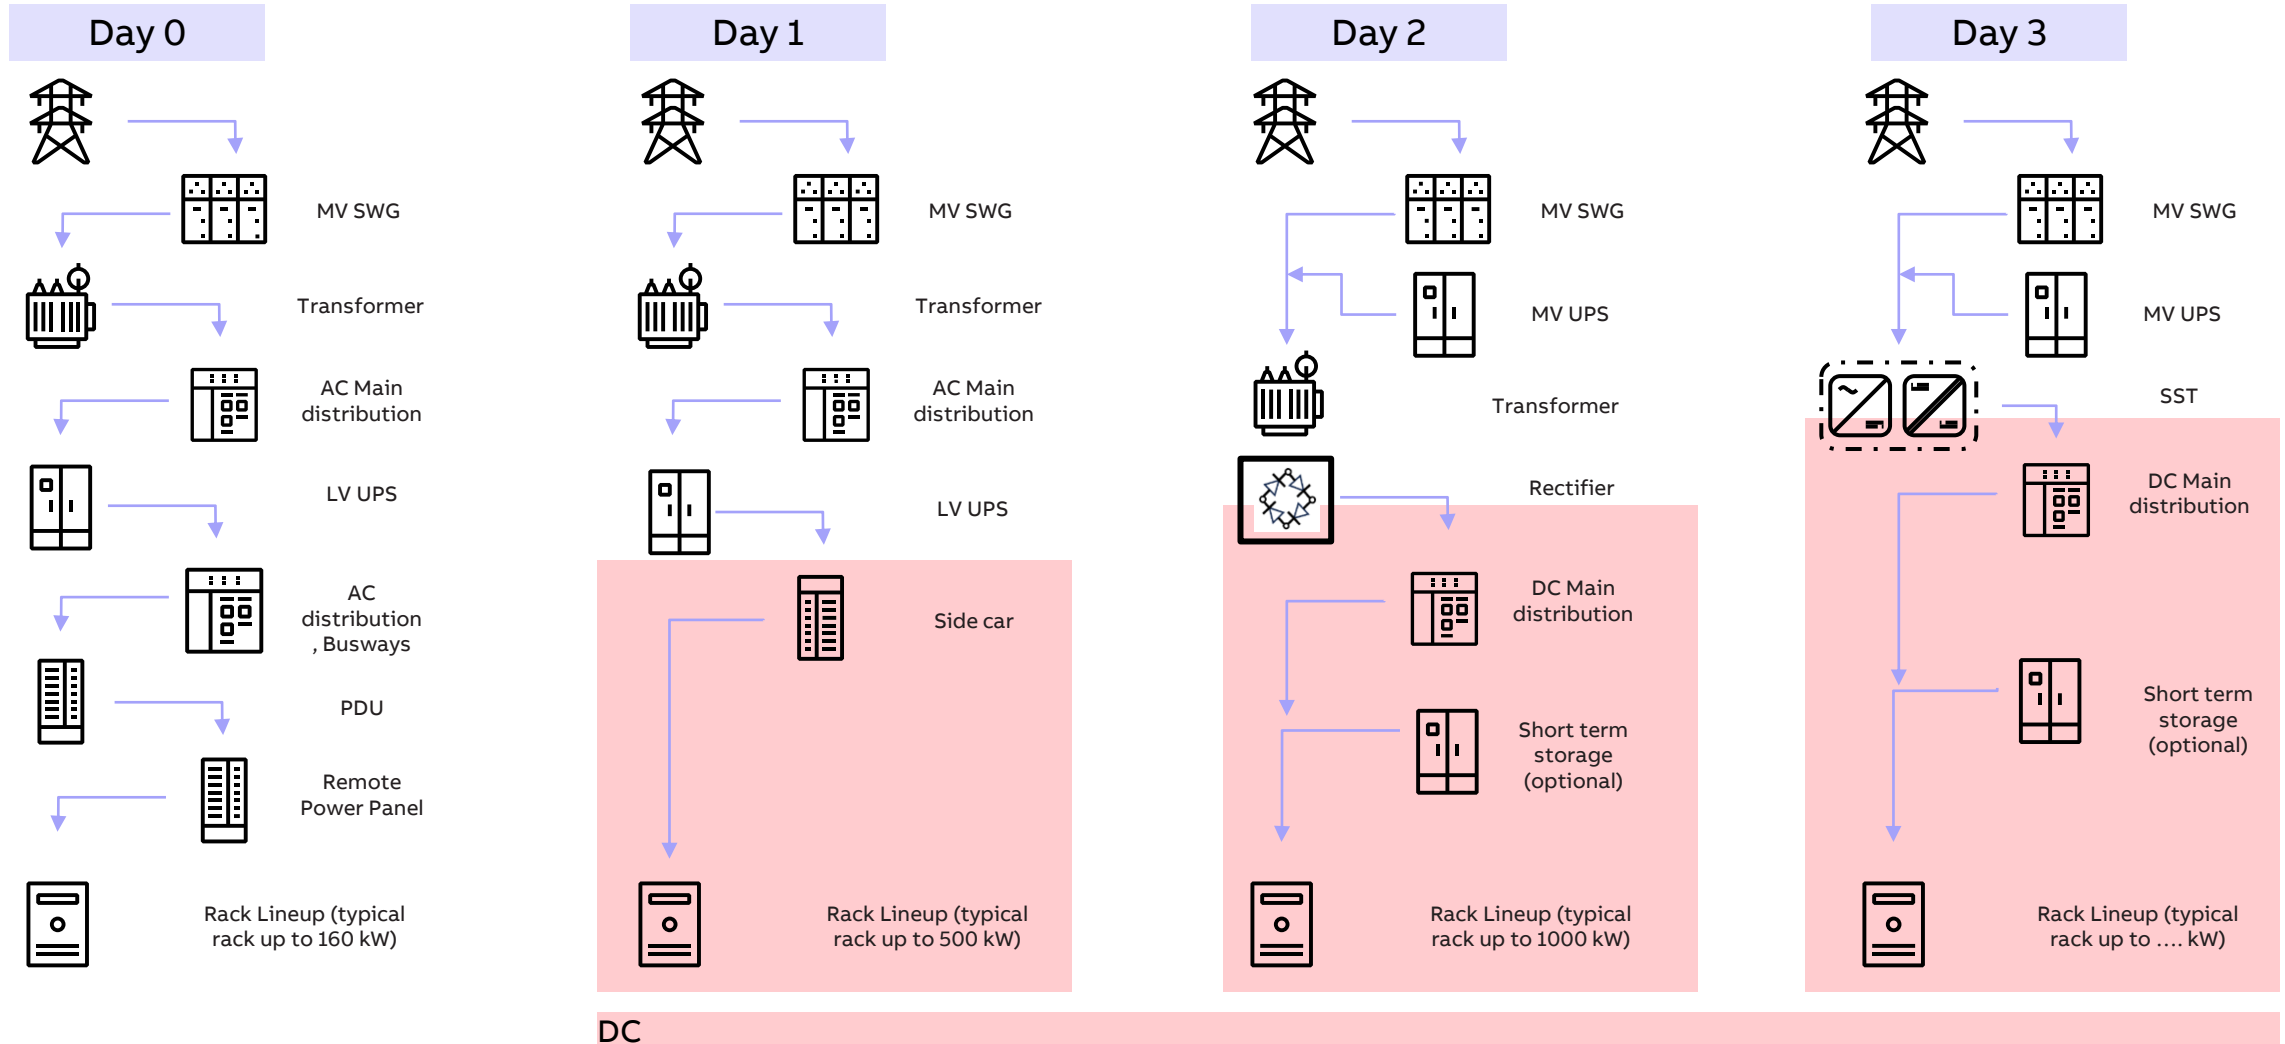 Day 0
MV SWG
Transformer
AC Main
distribution
LV UPS
AC
distribution
, Busways
PDU
Remote
Power Panel
Rack Lineup (typical
rack up to 160 kW)
Day 1
MV SWG
Transformer
AC Main
distribution
LV UPS
Side car
Rack Lineup (typical
rack up to 500 kW)
Day 2
MV SWG
MV UPS
Transformer
Rectifier
DC Main
distribution
Short term
storage
(optional)
Rack Lineup (typical
rack up to 1000 kW)
Day 3
MV SWG
MV UPS
SST
DC Main
distribution
Short term
storage
(optional)
Rack Lineup (typical
rack up to .... kW)
DC